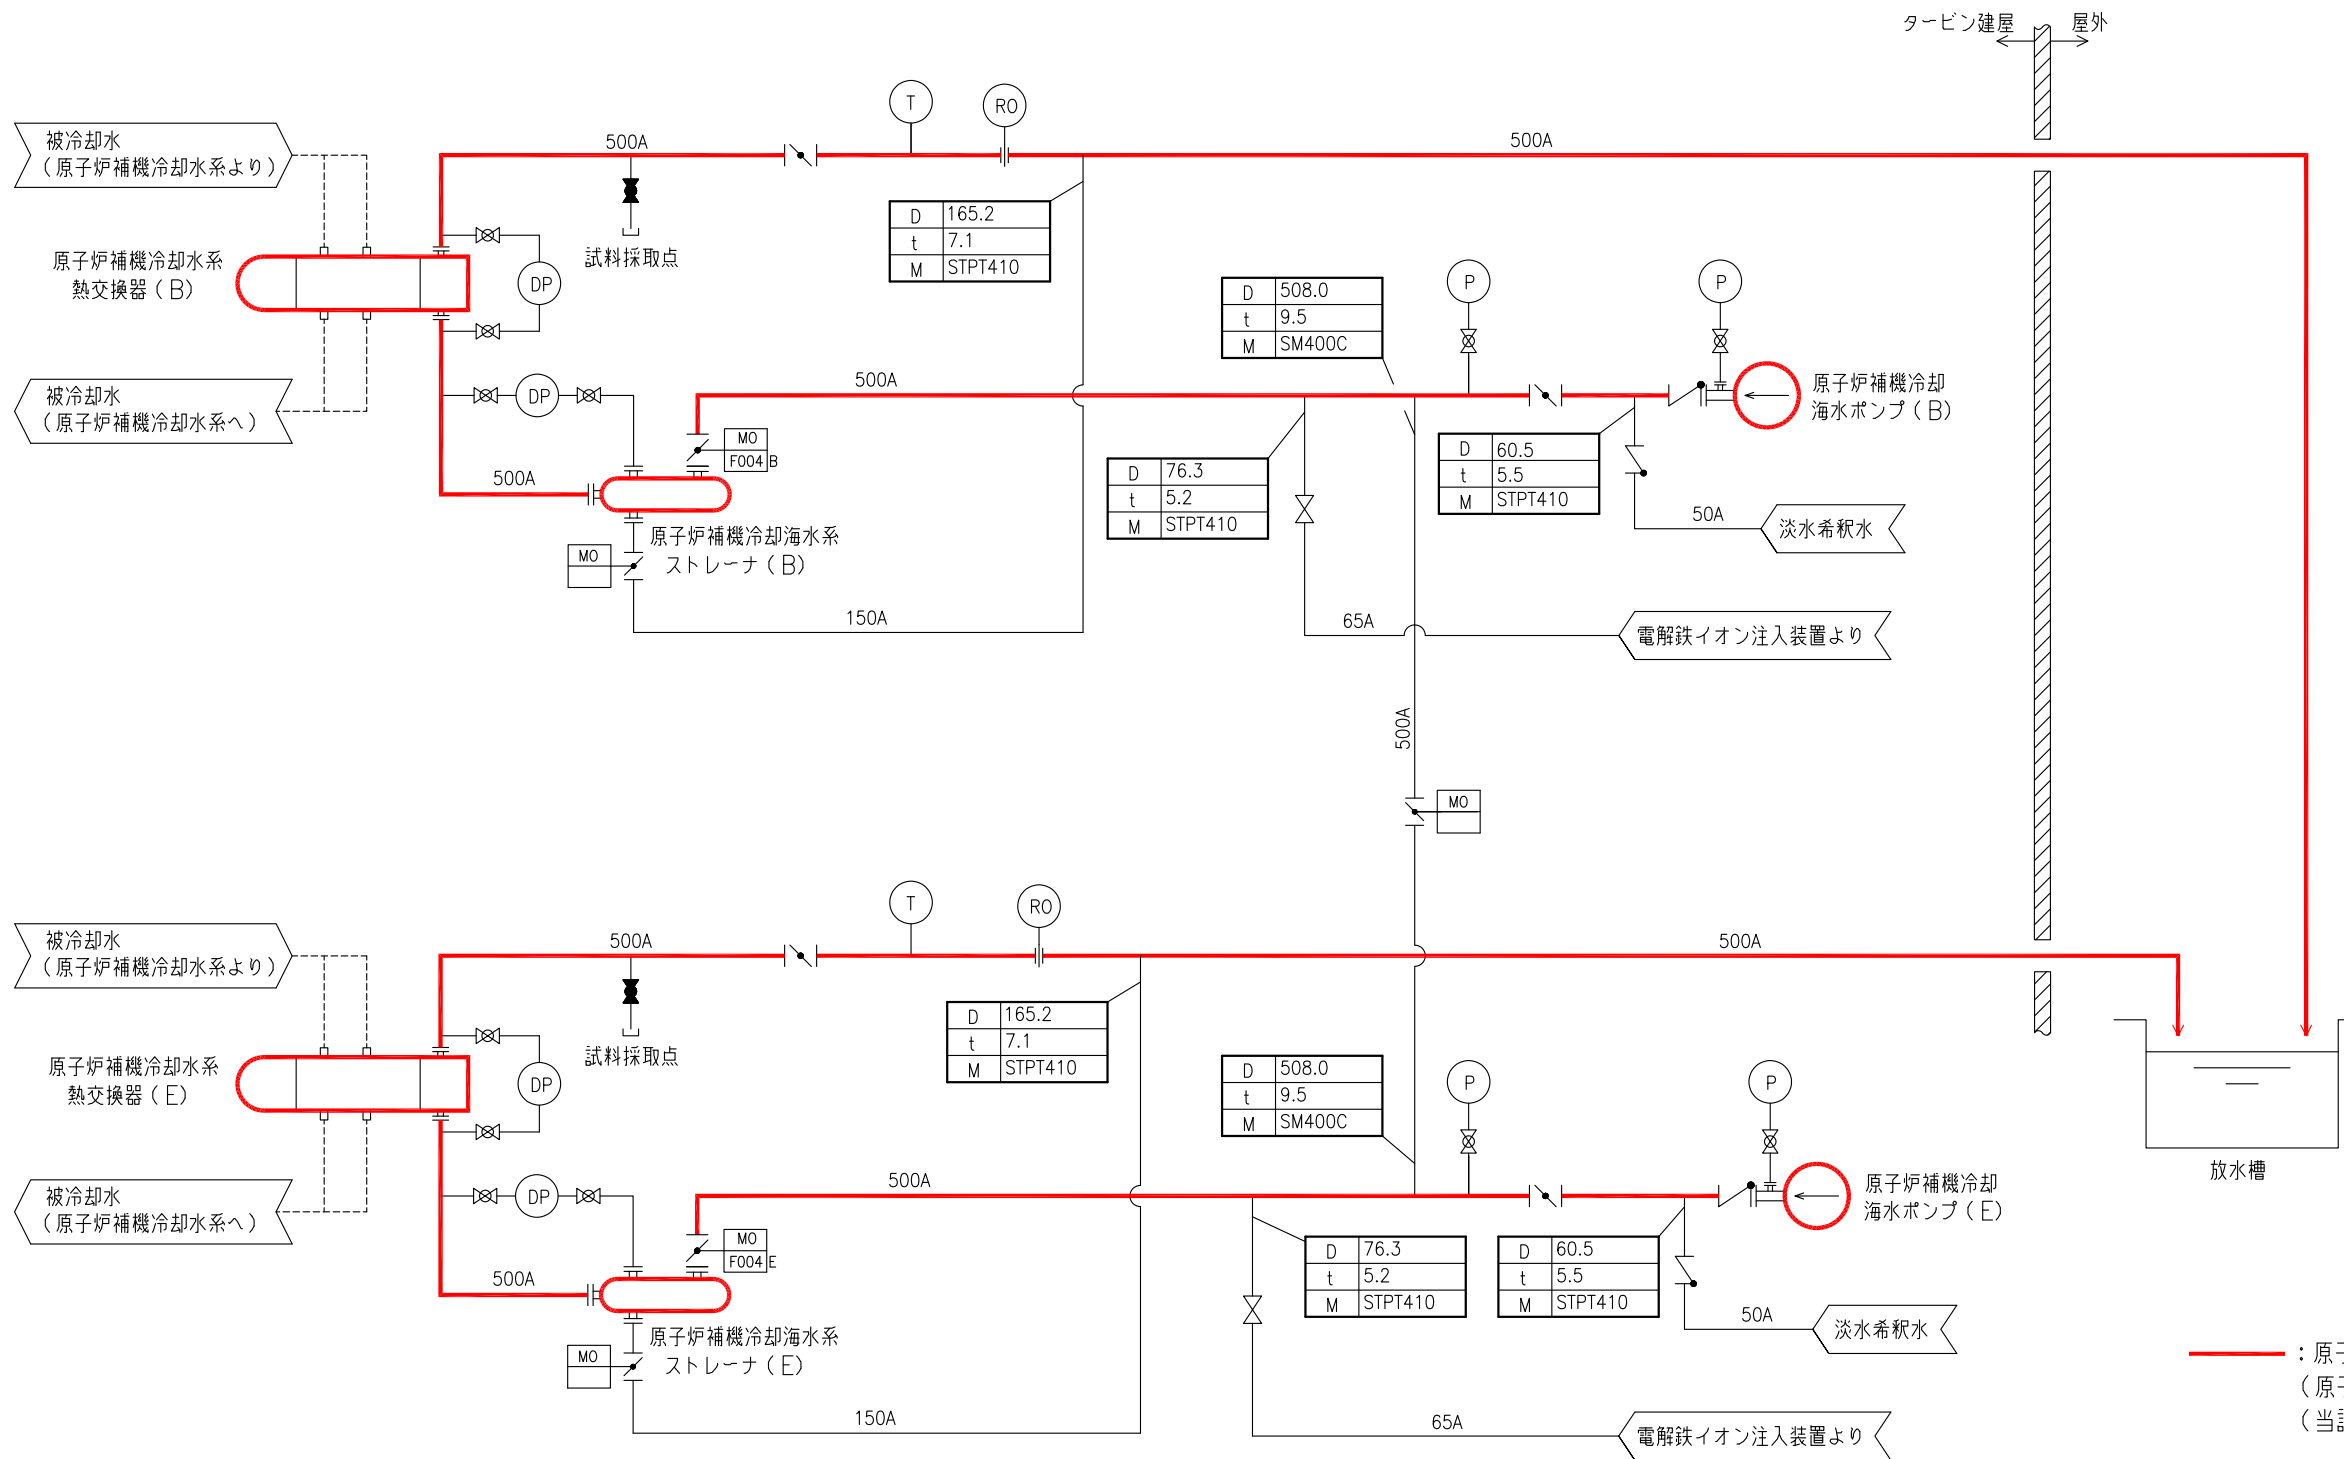 タービン建屋
屋外
T
RO
500A
500A
被冷却水
(原子炉補機冷却水系より)
D 165.2
t 7.1
M STPT410
試料採取点
原子炉補機冷却水系
熱交換器(B)
DP
D 508.0
t 9.5
M SM400C
P
P
原子炉補機冷却
海水ポンプ(B)
被冷却水
(原子炉補機冷却水系へ)
DP
500A
MO
F004 B
D 76.3
t 5.2
M STPT410
D 60.5
t 5.5
M STPT410
500A
50A
淡水希釈水
原子炉補機冷却海水系
ストレーナ(B)
MO
150A
65A
電解鉄イオン注入装置より
500A
MO
T
RO
500A
500A
被冷却水
(原子炉補機冷却水系より)
D 165.2
t 7.1
M STPT410
試料採取点
原子炉補機冷却水系
熱交換器(E)
DP
D 508.0
t 9.5
M SM400C
P
P
放水槽
原子炉補機冷却
海水ポンプ(E)
被冷却水
(原子炉補機冷却水系へ)
DP
500A
MO
F004 E
D 76.3
t 5.2
M STPT410
D 60.5
t 5.5
M STPT410
500A
50A
淡水希釈水
原子炉補機冷却海水系
ストレーナ(E)
MO
150A
65A
電解鉄イオン注入装置より
:原子
(原子
(当